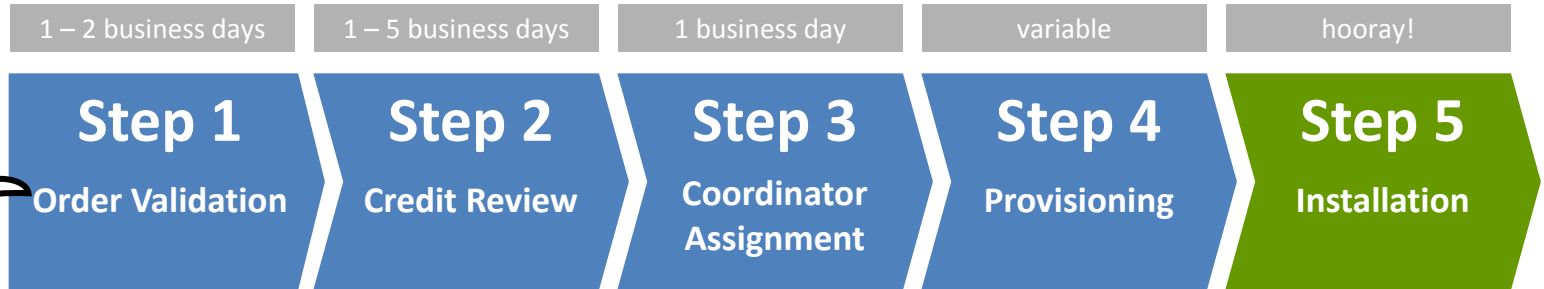 1 – 2 business days
1 – 5 business days
1 business day
variable
hooray!
Step 1
Order Validation
Step 2
Credit Review
Step 3
Coordinator
Assignment
Step 4
Provisioning
Step 5
Installation